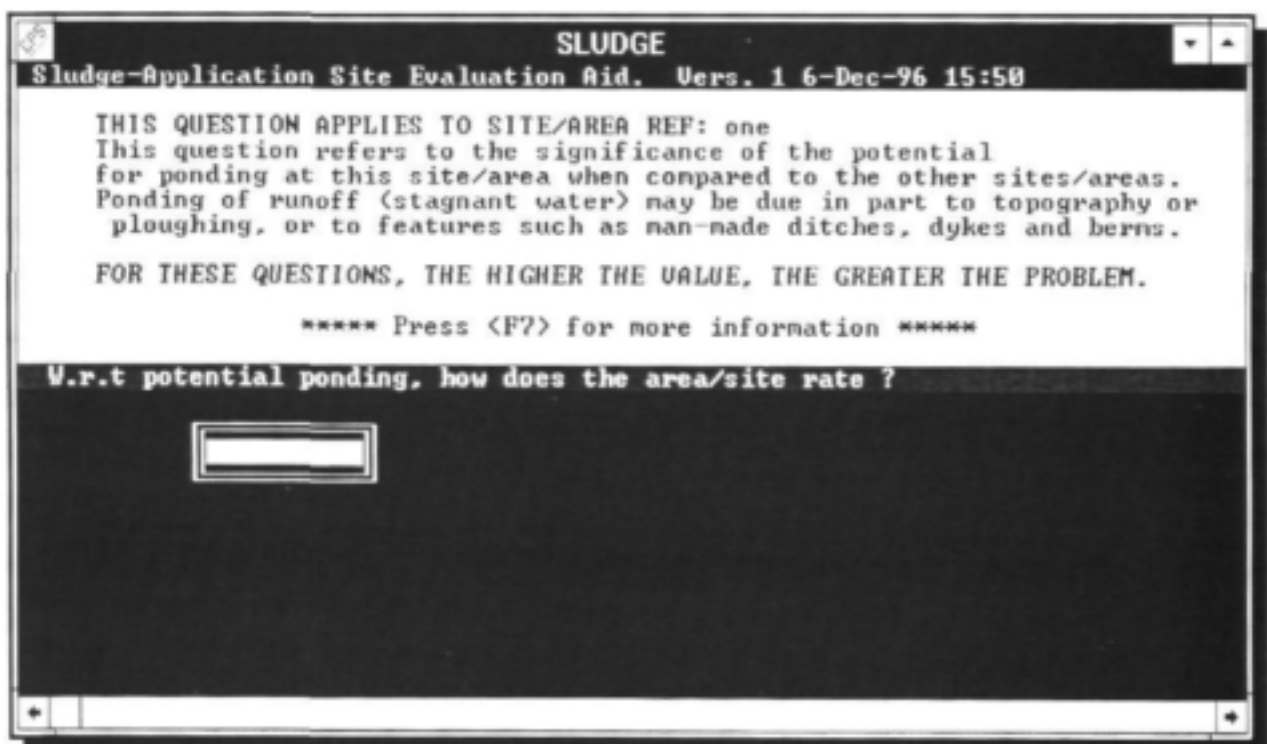 SLUDGE
Sludge-Application Site Evaluation Aid. Vers. 1 6-Dec-96 15:50
THIS QUESTION APPLIES TO SITE/AREA REF: one
This question refers to the significance of the potential
for ponding at this site/area when compared to the other sites/areas.
Ponding of runoff (stagnant water) may be due in part to topography or
ploughing, or to features such as man-made ditches, dykes and berms.
FOR THESE QUESTIONS, THE HIGHER THE VALUE, THE GREATER THE PROBLEM.
***** Press <F7> for more information *****
W.r.t potential ponding, how does the area/site rate ?